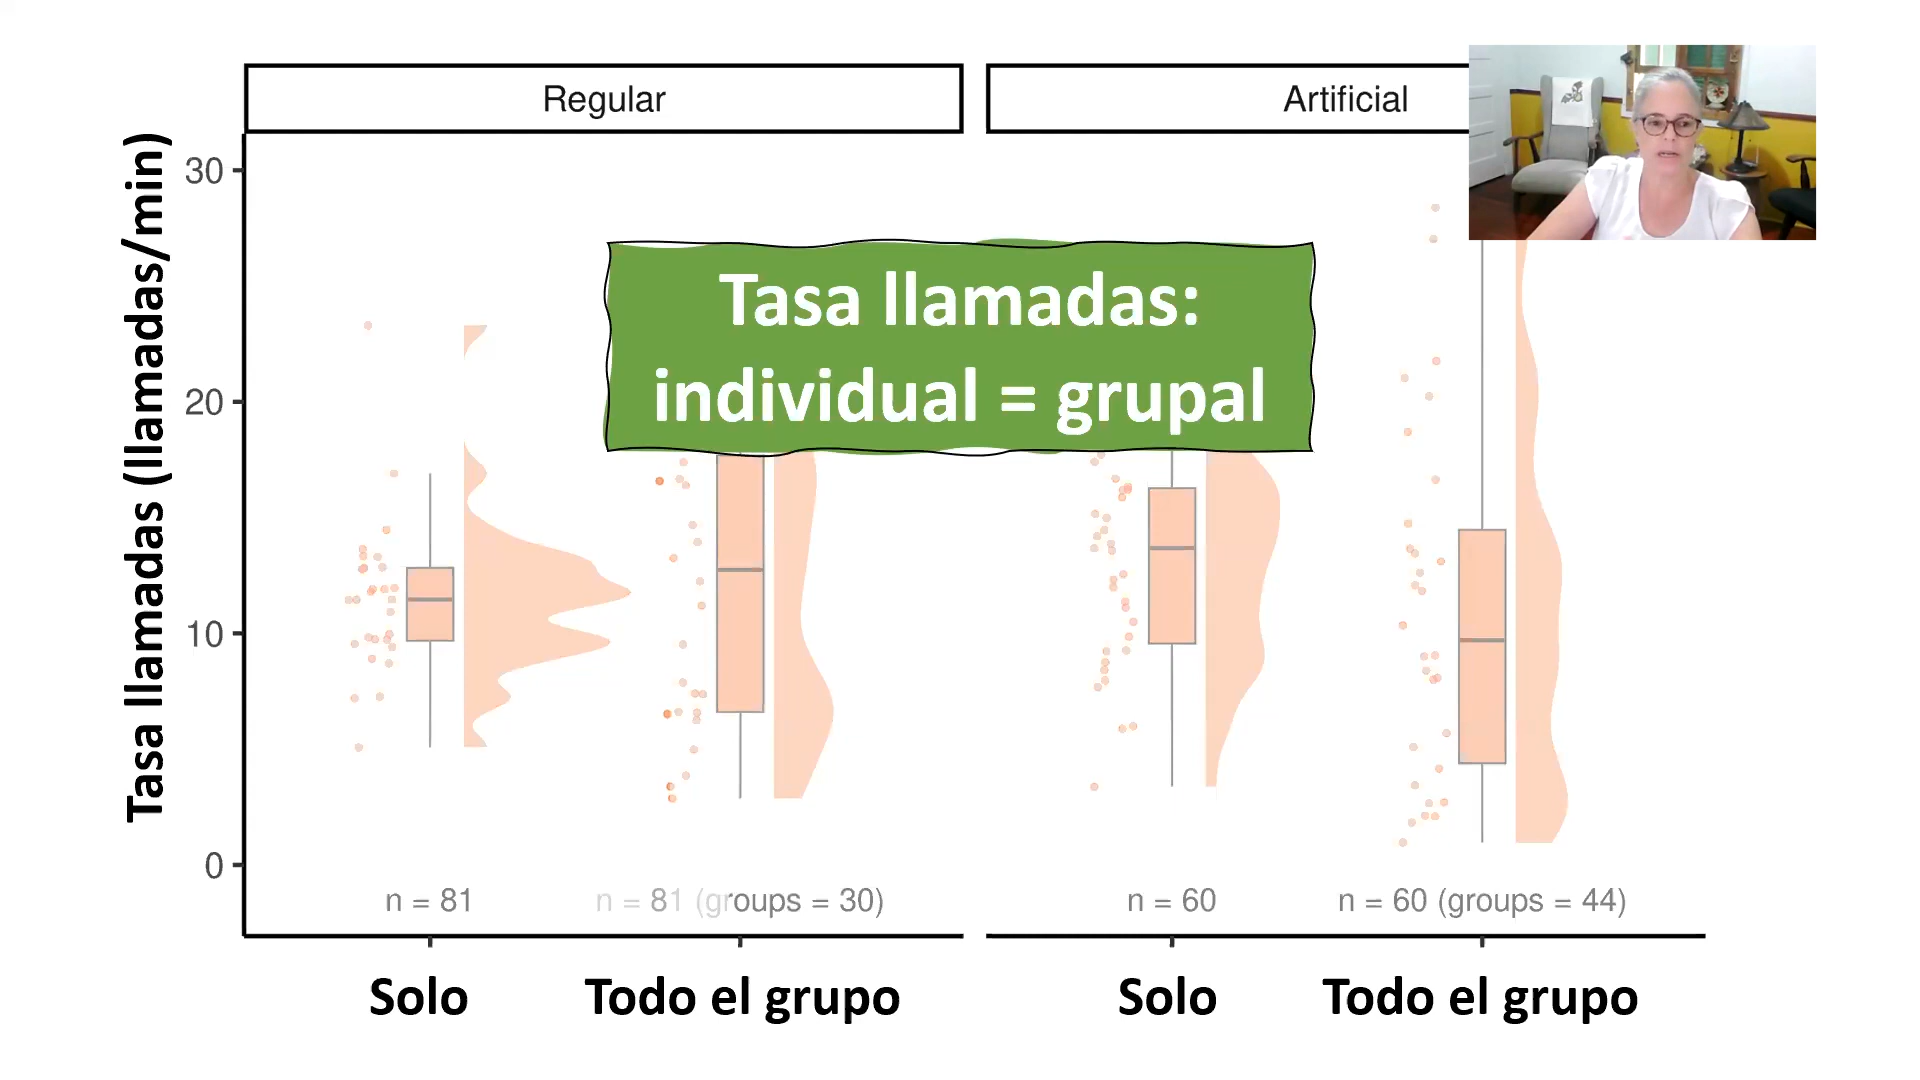 Regular
Artificial
Tasa llamadas (llamadas/min)
30
20
10
0
Tasa llamadas:
individual = grupal
n = 81
n = 81 (groups = 30)
n = 60
n = 60 (groups = 44)
Solo
Todo el grupo
Solo
Todo el grupo